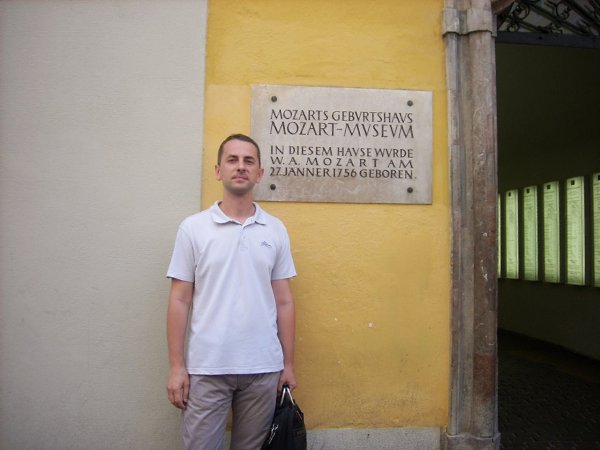 MOZARTS GEBVRTSHAVS
MOZART-MVSEVM
IN DIESEM HAVSE WVRDE
W. A. MOZART AM
27. JÄNNER 1756 GEBOREN.